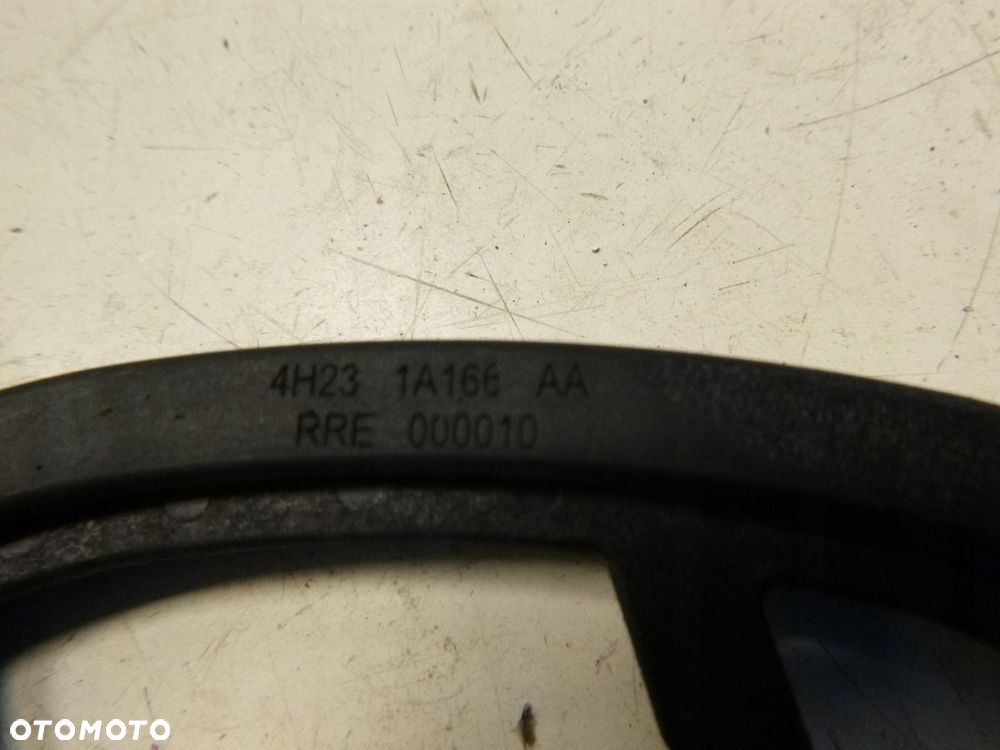 4H23 1A166 AA
RRE 000010
OTOMOTO